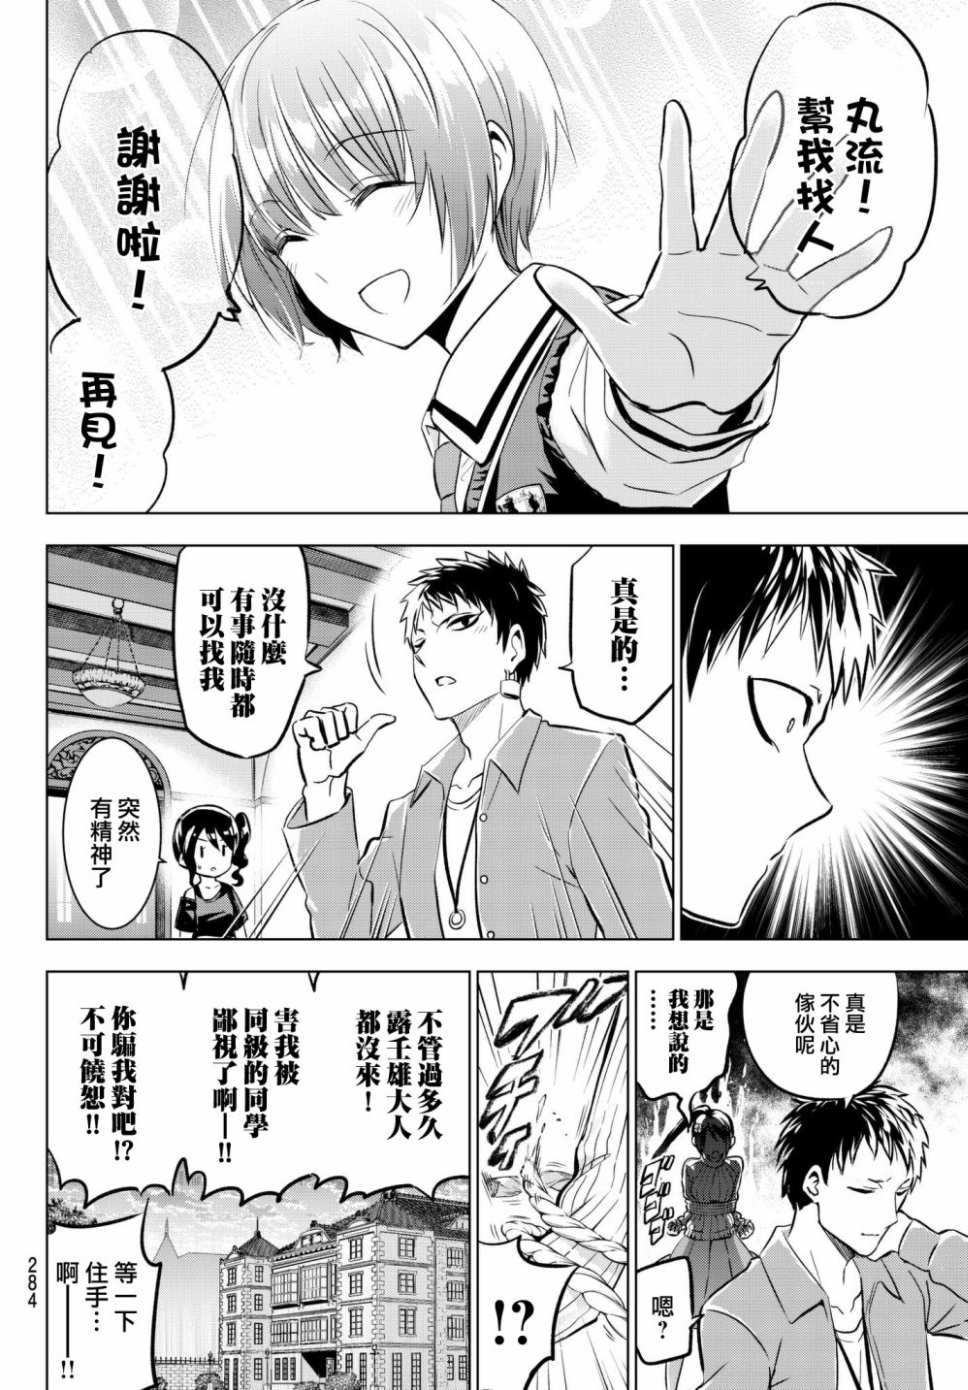 丸流！
幫我找人
謝謝啦！
再見！
真是的…
沒什麼
有事隨時都
可以找我
突然
有精神了
真是
不省心的
傢伙呢
那是
我想說的
……
嗯？
!?
不管過多久
露壬雄大人
都沒來！
害我被
同級的同學
鄙視了啊——!!
你騙我對吧!?
不可饒恕!!
等一下
住手…
啊——!!
284